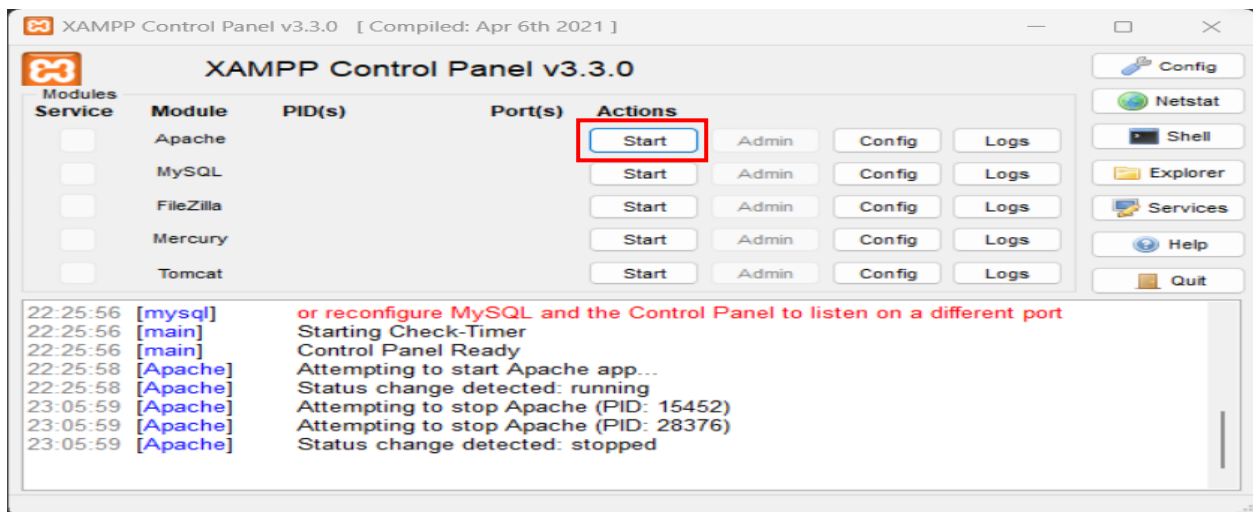 XAMPP Control Panel v3.3.0 [ Compiled: Apr 6th 2021 ]
XAMPP Control Panel v3.3.0
Config
Modules
Netstat
Service Module PID(s) Port(s) Actions
Apache Start Admin Config Logs
Shell
MySQL Start Admin Config Logs
Explorer
FileZilla Start Admin Config Logs
Services
Mercury Start Admin Config Logs
Help
Tomcat Start Admin Config Logs
Quit
22:25:56 [mysql] or reconfigure MySQL and the Control Panel to listen on a different port
22:25:56 [main] Starting Check-Timer
22:25:56 [main] Control Panel Ready
22:25:58 [Apache] Attempting to start Apache app...
22:25:58 [Apache] Status change detected: running
23:05:59 [Apache] Attempting to stop Apache (PID: 15452)
23:05:59 [Apache] Attempting to stop Apache (PID: 28376)
23:05:59 [Apache] Status change detected: stopped